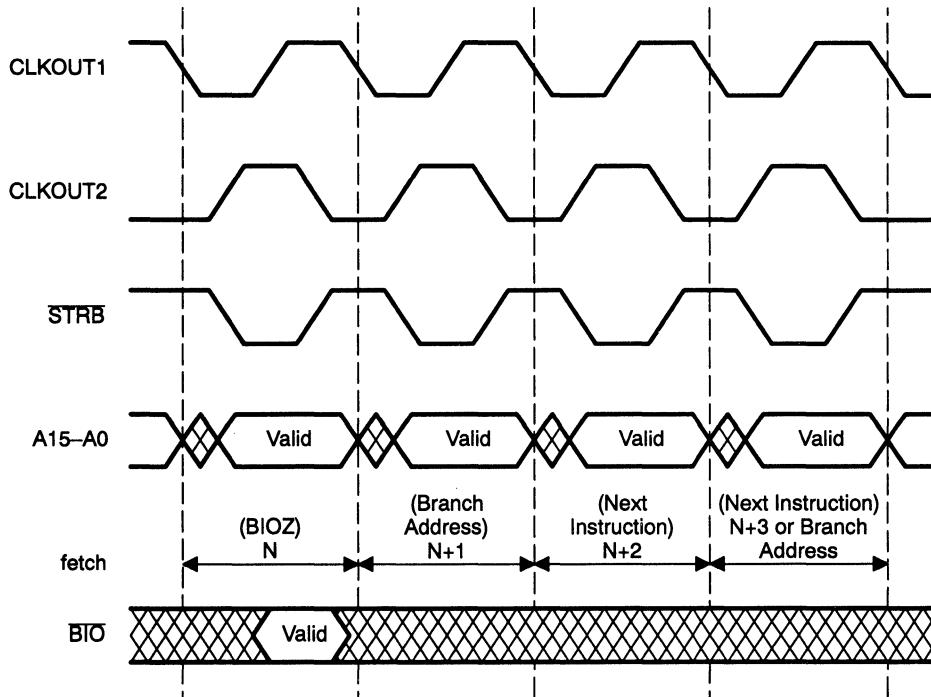 CLKOUT1
CLKOUT2
STRB
A15–A0
Valid
Valid
Valid
Valid
(BIOZ)
N
(Branch
Address)
N+1
(Next
Instruction)
N+2
(Next Instruction)
N+3 or Branch
Address
fetch
BIO
Valid